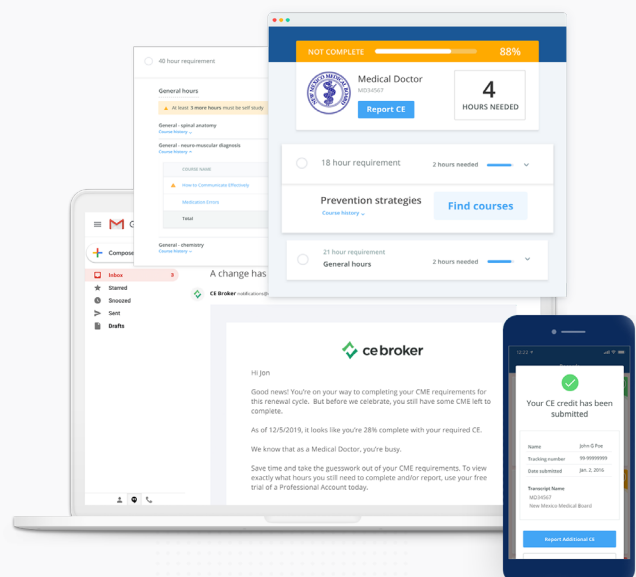 40 hour requirement
General hours
At least 3 more hours must be self study
General - spinal anatomy
Course history
General - neuro-muscular diagnosis
Course history
COURSE NAME
How to Communicate Effectively
Medication Errors
Total
General - chemistry
Course history
NOT COMPLETE
88%
NEW MEXICO MEDICAL BOARD
Medical Doctor
MD34567
Report CE
4
HOURS NEEDED
18 hour requirement
2 hours needed
Prevention strategies
Course history
Find courses
21 hour requirement
General hours
2 hours needed
G
Compose
Inbox 3
Starred
Snoozed
Sent
Drafts
A change has
CE Broker
cebroker
Hi Jon
Good news! You're on your way to completing your CME requirements for
this renewal cycle. But before we celebrate, you still have some CME left to
complete.
As of 12/5/2019, it looks like you're 28% complete with your required CE.
We know that as a Medical Doctor, you're busy.
Save time and take the guesswork out of your CME requirements. To view
exactly what hours you still need to complete and/or report, use your free
trial of a Professional Account today.
12:22
Your CE credit has been
submitted
Name John G Poe
Tracking number 99-99999999
Date submitted Jan. 2, 2016
Transcript Name
MD34567
New Mexico Medical Board
Report Additional CE